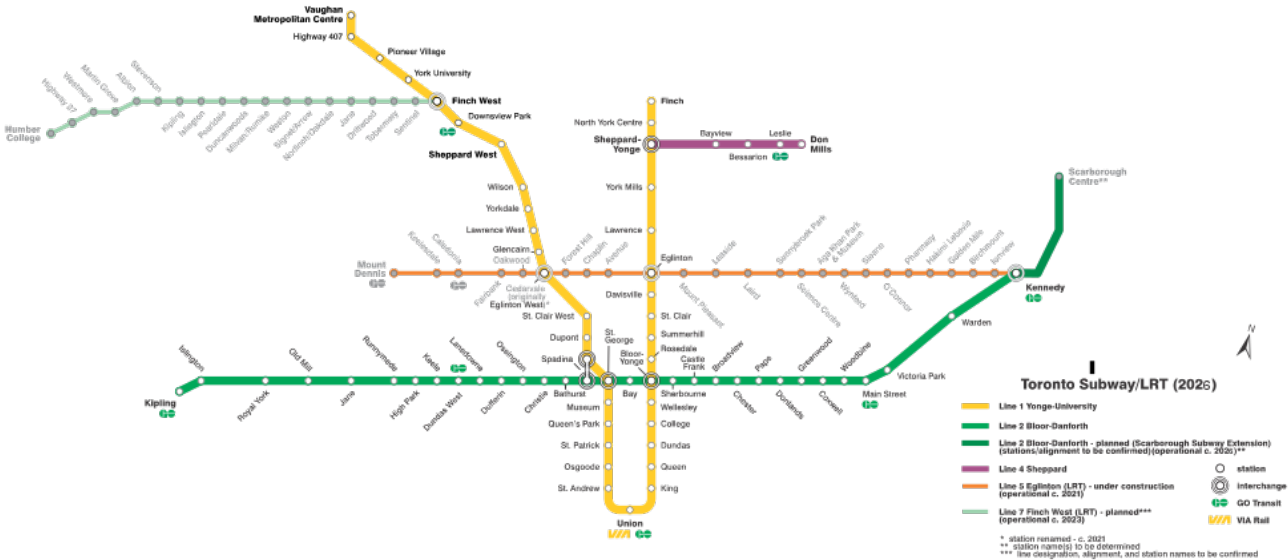 Vaughan
Metropolitan Centre
Highway 407
Pioneer Village
York University
Finch West
Downsview Park
Sheppard West
Wilson
Yorkdale
Lawrence West
Glencairn
Humber
College
Highway 27
Westmore
Martin Grove
Albion
Stevenson
Kipling
Islington
Pearldale
Duncanwoods
Milvan/Rumike
Weston
Signet/Arrow
Norfinch/Oakdale
Jane
Driftwood
Tobermory
Sentinel
Finch
North York Centre
Sheppard-
Yonge
Bayview
Bessarion
Leslie
Don
Mills
York Mills
Lawrence
Eglinton
Davisville
St. Clair
Summerhill
Rosedale
Scarborough
Centre**
Mount
Dennis
Keelesdale
Caledonia
Fairbank
Oakwood
Cedarvale
(originally
Eglinton West)*
Forest Hill
Chaplin
Avenue
Mount Pleasant
Leaside
Laird
Sunnybrook Park
Science Centre
Aga Khan Park
& Museum
Wynford
Sloane
O'Connor
Pharmacy
Hakimi Lebovic
Golden Mile
Birchmount
Ionview
Kennedy
St. Clair West
Dupont
Spadina
St.
George
Bloor-
Yonge
Kipling
Islington
Royal York
Old Mill
Jane
Runnymede
High Park
Keele
Dundas West
Lansdowne
Dufferin
Ossington
Christie
Bathurst
Bay
Sherbourne
Castle
Frank
Broadview
Chester
Pape
Donlands
Greenwood
Coxwell
Woodbine
Main Street
Victoria Park
Warden
Museum
Queen's Park
St. Patrick
Osgoode
St. Andrew
Union
VIA
GO
Wellesley
College
Dundas
Queen
King
N
Toronto Subway/LRT (2026)
Line 1 Yonge-University
Line 2 Bloor-Danforth
Line 2 Bloor-Danforth - planned (Scarborough Subway Extension)
(stations/alignment to be confirmed)(operational c. 2026)**
Line 4 Sheppard
Line 5 Eglinton (LRT) - under construction
(operational c. 2021)
Line 7 Finch West (LRT) - planned***
(operational c. 2023)
station
interchange
GO Transit
VIA Rail
* station renamed - c. 2021
** station name(s) to be determined
*** line designation, alignment, and station names to be confirmed